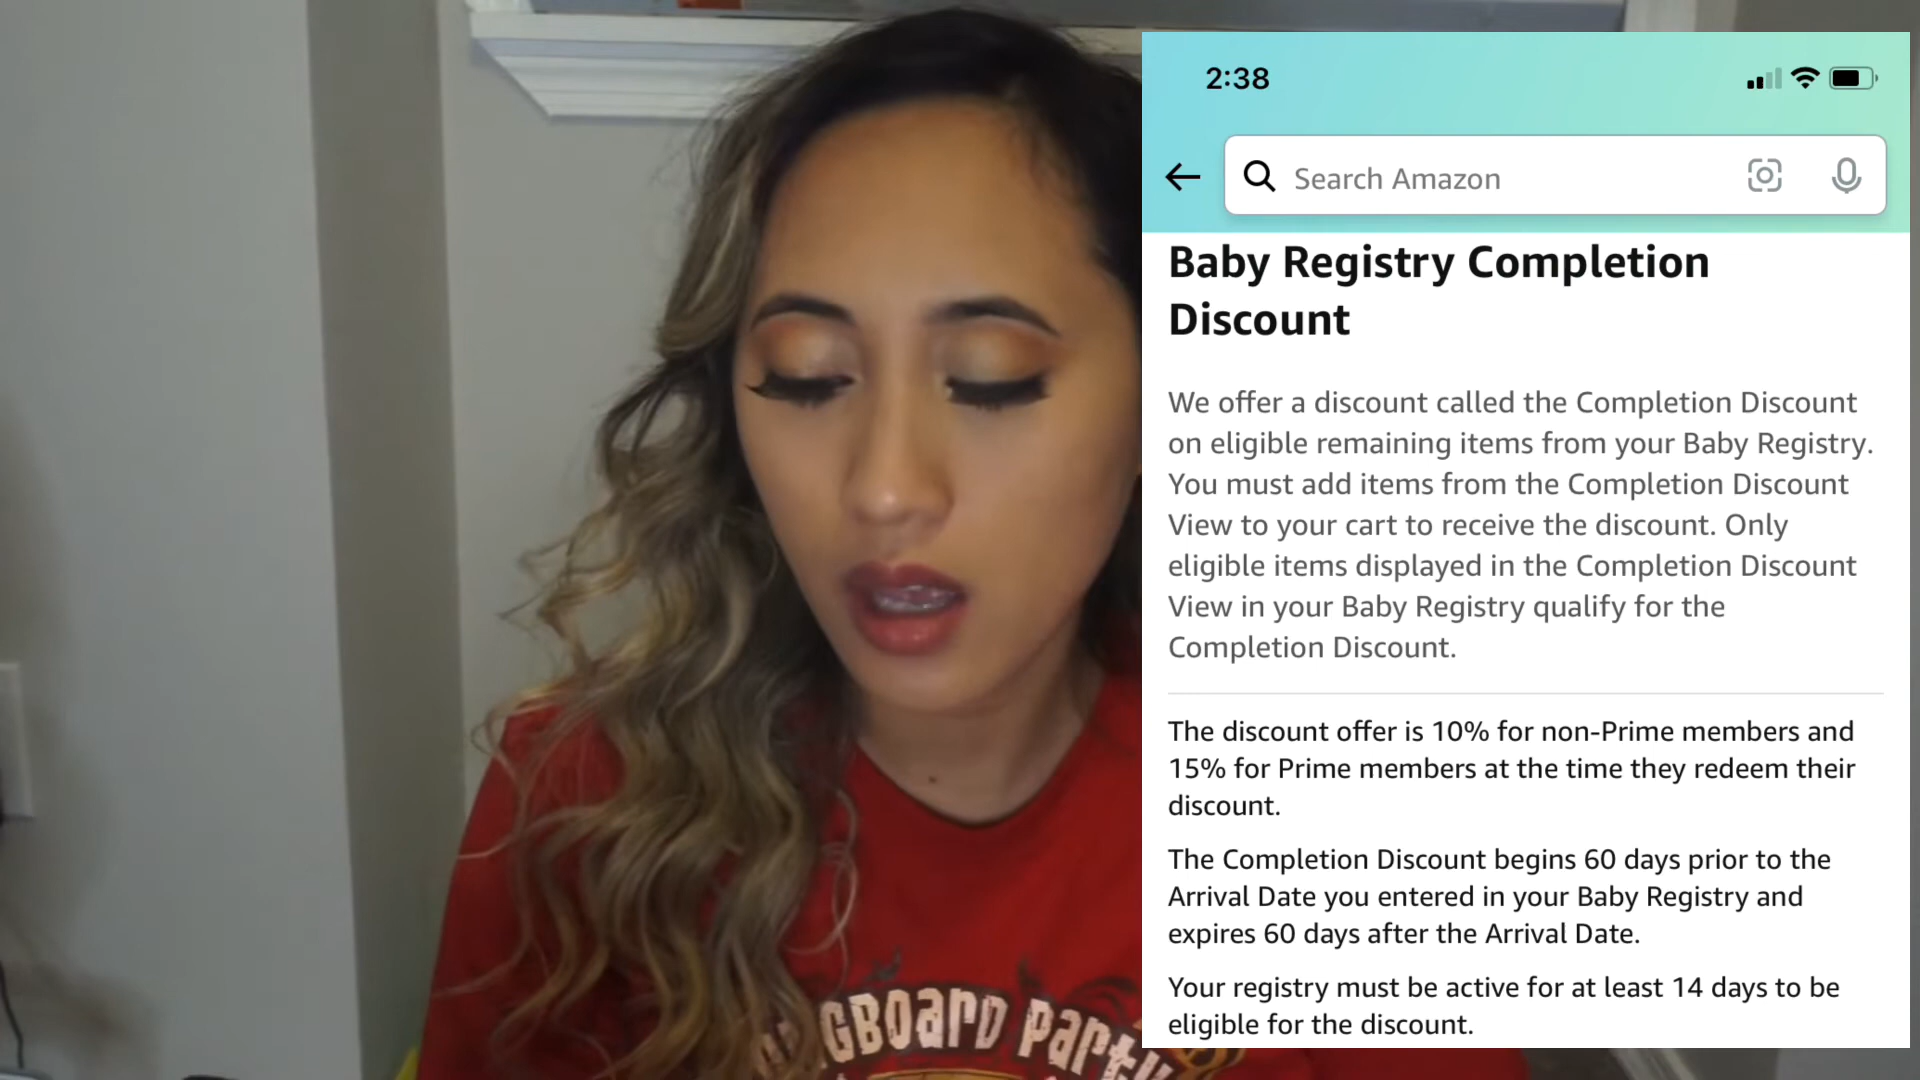 2:38
Search Amazon
Baby Registry Completion
Discount
We offer a discount called the Completion Discount
on eligible remaining items from your Baby Registry.
You must add items from the Completion Discount
View to your cart to receive the discount. Only
eligible items displayed in the Completion Discount
View in your Baby Registry qualify for the
Completion Discount.
The discount offer is 10% for non-Prime members and
15% for Prime members at the time they redeem their
discount.
The Completion Discount begins 60 days prior to the
Arrival Date you entered in your Baby Registry and
expires 60 days after the Arrival Date.
Your registry must be active for at least 14 days to be
eligible for the discount.